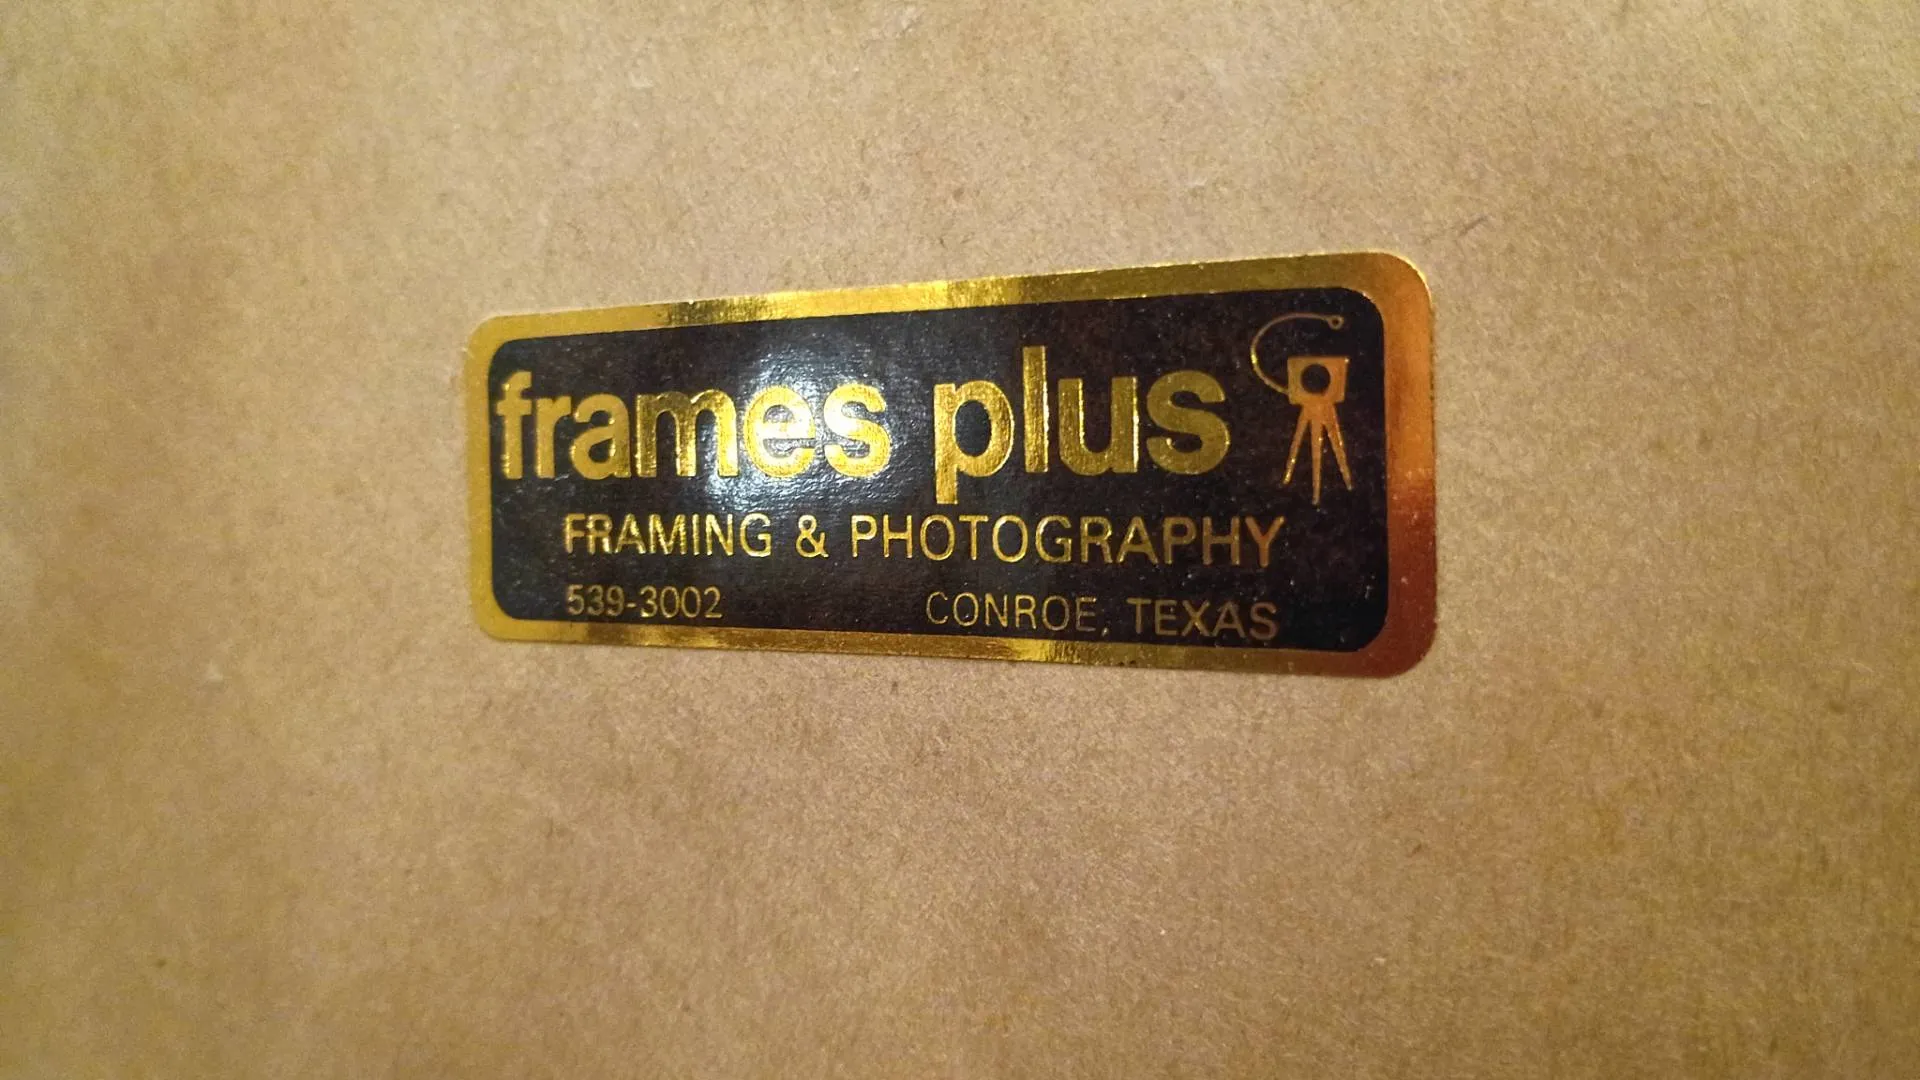 frames plus
FRAMING & PHOTOGRAPHY
539-3002 CONROE, TEXAS